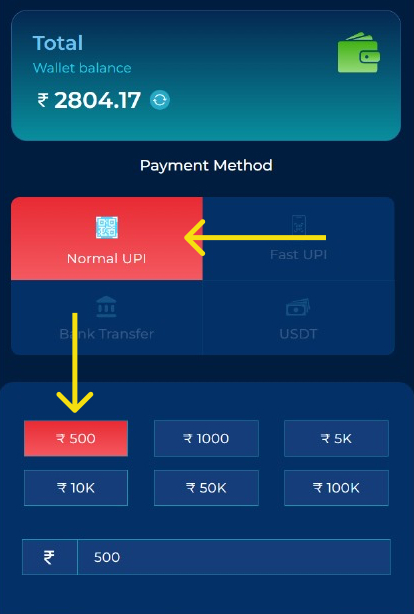 Total
Wallet balance
₹ 2804.17
Payment Method
Normal UPI
Fast UPI
Bank Transfer
USDT
₹ 500
₹ 1000
₹ 5K
₹ 10K
₹ 50K
₹ 100K
₹ 500